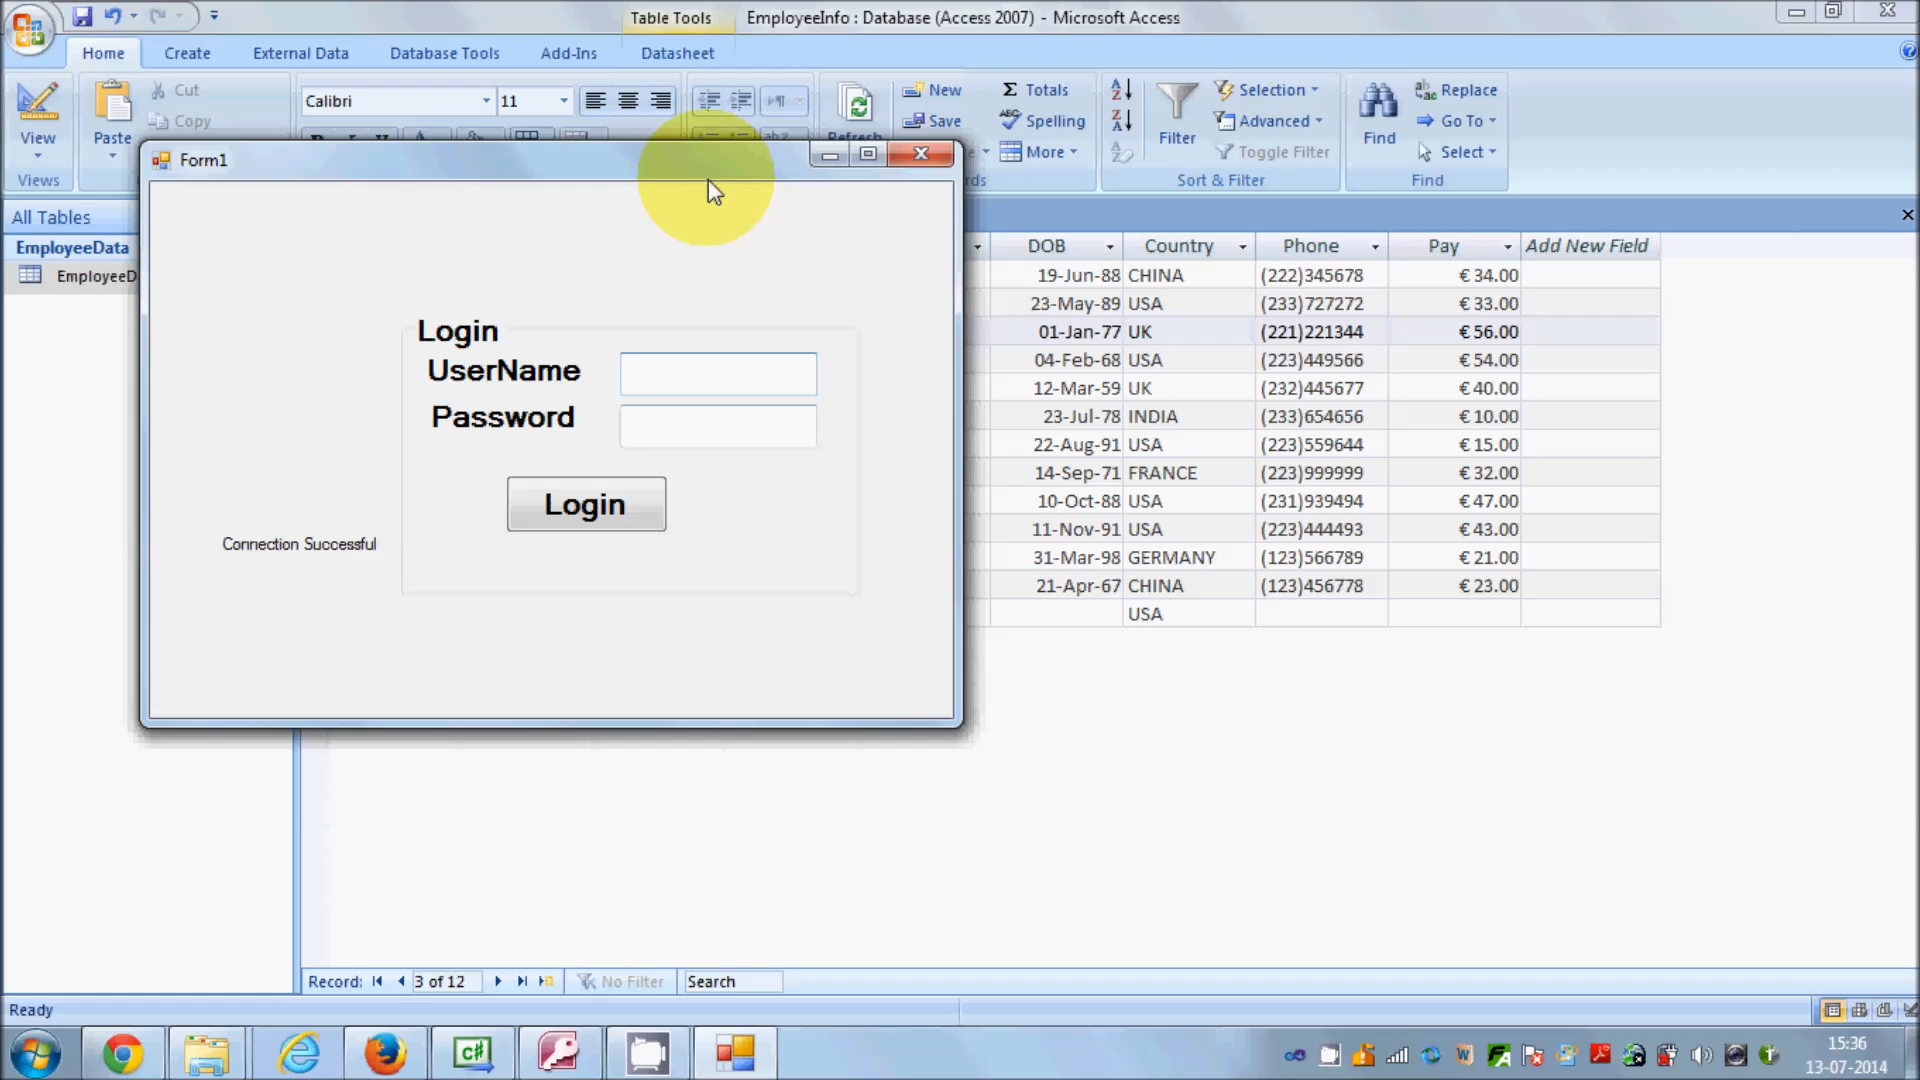 Table Tools
EmployeeInfo : Database (Access 2007) - Microsoft Access
Home Create External Data Database Tools Add-Ins Datasheet
View
Views
Paste
Cut
Copy
Calibri 11
Refresh
New
Save
Σ Totals
Spelling
More
Filter
Selection
Advanced
Toggle Filter
Sort & Filter
Find
Replace
Go To
Select
Find
Form1
All Tables
EmployeeData
Login
UserName
Password
Login
Connection Successful
DOB Country Phone Pay Add New Field
19-Jun-88 CHINA (222)345678 € 34.00
23-May-89 USA (233)727272 € 33.00
01-Jan-77 UK (221)221344 € 56.00
04-Feb-68 USA (223)449566 € 54.00
12-Mar-59 UK (232)445677 € 40.00
23-Jul-78 INDIA (233)654656 € 10.00
22-Aug-91 USA (223)559644 € 15.00
14-Sep-71 FRANCE (223)999999 € 32.00
10-Oct-88 USA (231)939494 € 47.00
11-Nov-91 USA (223)444493 € 43.00
31-Mar-98 GERMANY (123)566789 € 21.00
21-Apr-67 CHINA (123)456778 € 23.00
USA
Record: 3 of 12 No Filter Search
Ready
15:36
13-07-2014